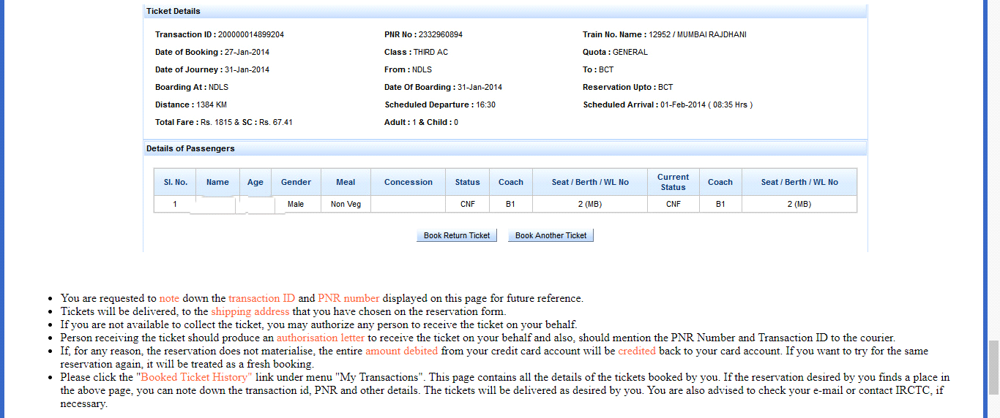 Ticket Details
Transaction ID : 200000014899204 PNR No : 2332960894 Train No. Name : 12952 / MUMBAI RAJDHANI
Date of Booking : 27-Jan-2014 Class : THIRD AC Quota : GENERAL
Date of Journey : 31-Jan-2014 From : NDLS To : BCT
Boarding At : NDLS Date Of Boarding : 31-Jan-2014 Reservation Upto : BCT
Distance : 1384 KM Scheduled Departure : 16:30 Scheduled Arrival : 01-Feb-2014 ( 08:35 Hrs )
Total Fare : Rs. 1815 & SC : Rs. 67.41 Adult : 1 & Child : 0
Details of Passengers
Sl. No. Name Age Gender Meal Concession Status Coach Seat / Berth / WL No Current Status Coach Seat / Berth / WL No
1 Male Non Veg CNF B1 2 (MB) CNF B1 2 (MB)
Book Return Ticket Book Another Ticket
• You are requested to note down the transaction ID and PNR number displayed on this page for future reference.
• Tickets will be delivered, to the shipping address that you have chosen on the reservation form.
• If you are not available to collect the ticket, you may authorize any person to receive the ticket on your behalf.
• Person receiving the ticket should produce an authorisation letter to receive the ticket on your behalf and also, should mention the PNR Number and Transaction ID to the courier.
• If, for any reason, the reservation does not materialise, the entire amount debited from your credit card account will be credited back to your card account. If you want to try for the same
reservation again, it will be treated as a fresh booking.
• Please click the "Booked Ticket History" link under menu "My Transactions". This page contains all the details of the tickets booked by you. If the reservation desired by you finds a place in
the above page, you can note down the transaction id, PNR and other details. The tickets will be delivered as desired by you. You are also advised to check your e-mail or contact IRCTC, if
necessary.